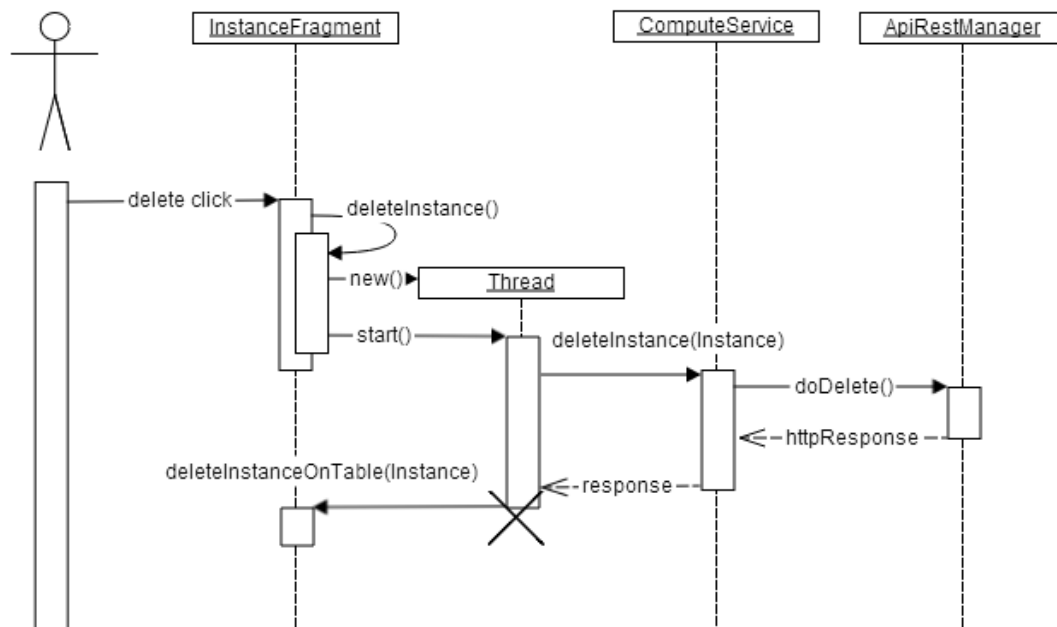 InstanceFragment
ComputeService
ApiRestManager
delete click
deleteInstance()
new()
Thread
start()
deleteInstance(Instance)
doDelete()
httpResponse
deleteInstanceOnTable(Instance)
response